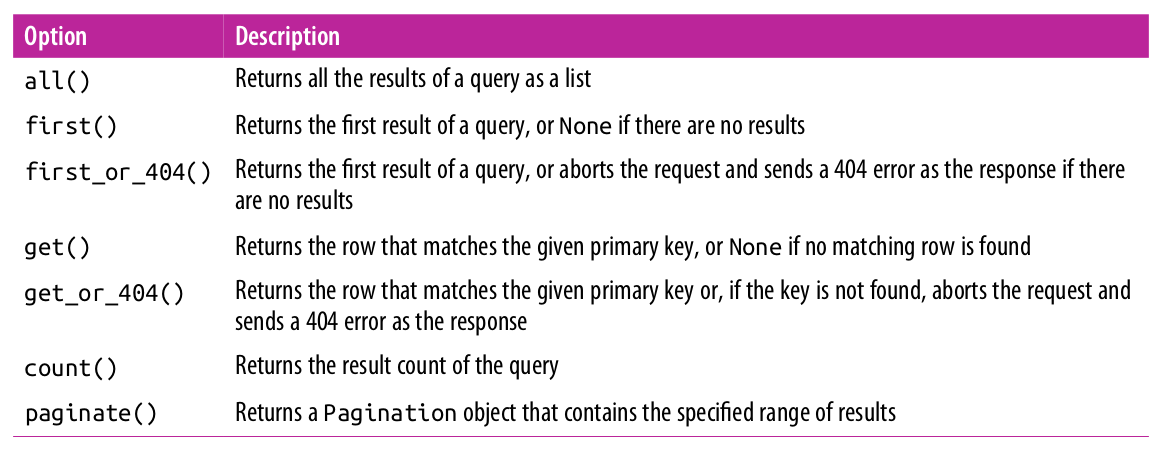 Option Description
all() Returns all the results of a query as a list
first() Returns the first result of a query, or None if there are no results
first_or_404() Returns the first result of a query, or aborts the request and sends a 404 error as the response if there
are no results
get() Returns the row that matches the given primary key, or None if no matching row is found
get_or_404() Returns the row that matches the given primary key or, if the key is not found, aborts the request and
sends a 404 error as the response
count() Returns the result count of the query
paginate() Returns a Pagination object that contains the specified range of results